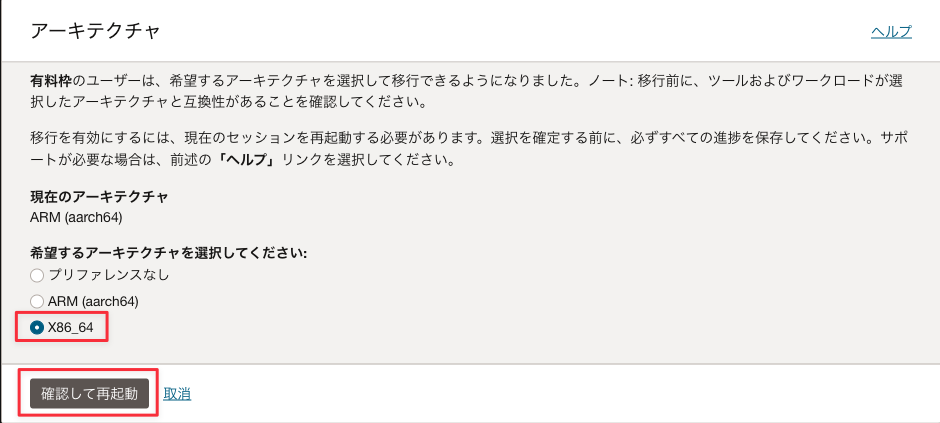 アーキテクチャ
ヘルプ
有料枠のユーザーは、希望するアーキテクチャを選択して移行できるようになりました。ノート: 移行前に、ツールおよびワークロードが選
択したアーキテクチャと互換性があることを確認してください。
移行を有効にするには、現在のセッションを再起動する必要があります。選択を確定する前に、必ずすべての進捗を保存してください。サポ
ートが必要な場合は、前述の「ヘルプ」リンクを選択してください。
現在のアーキテクチャ
ARM (aarch64)
希望するアーキテクチャを選択してください:
プリファレンスなし
ARM (aarch64)
X86_64
確認して再起動 取消